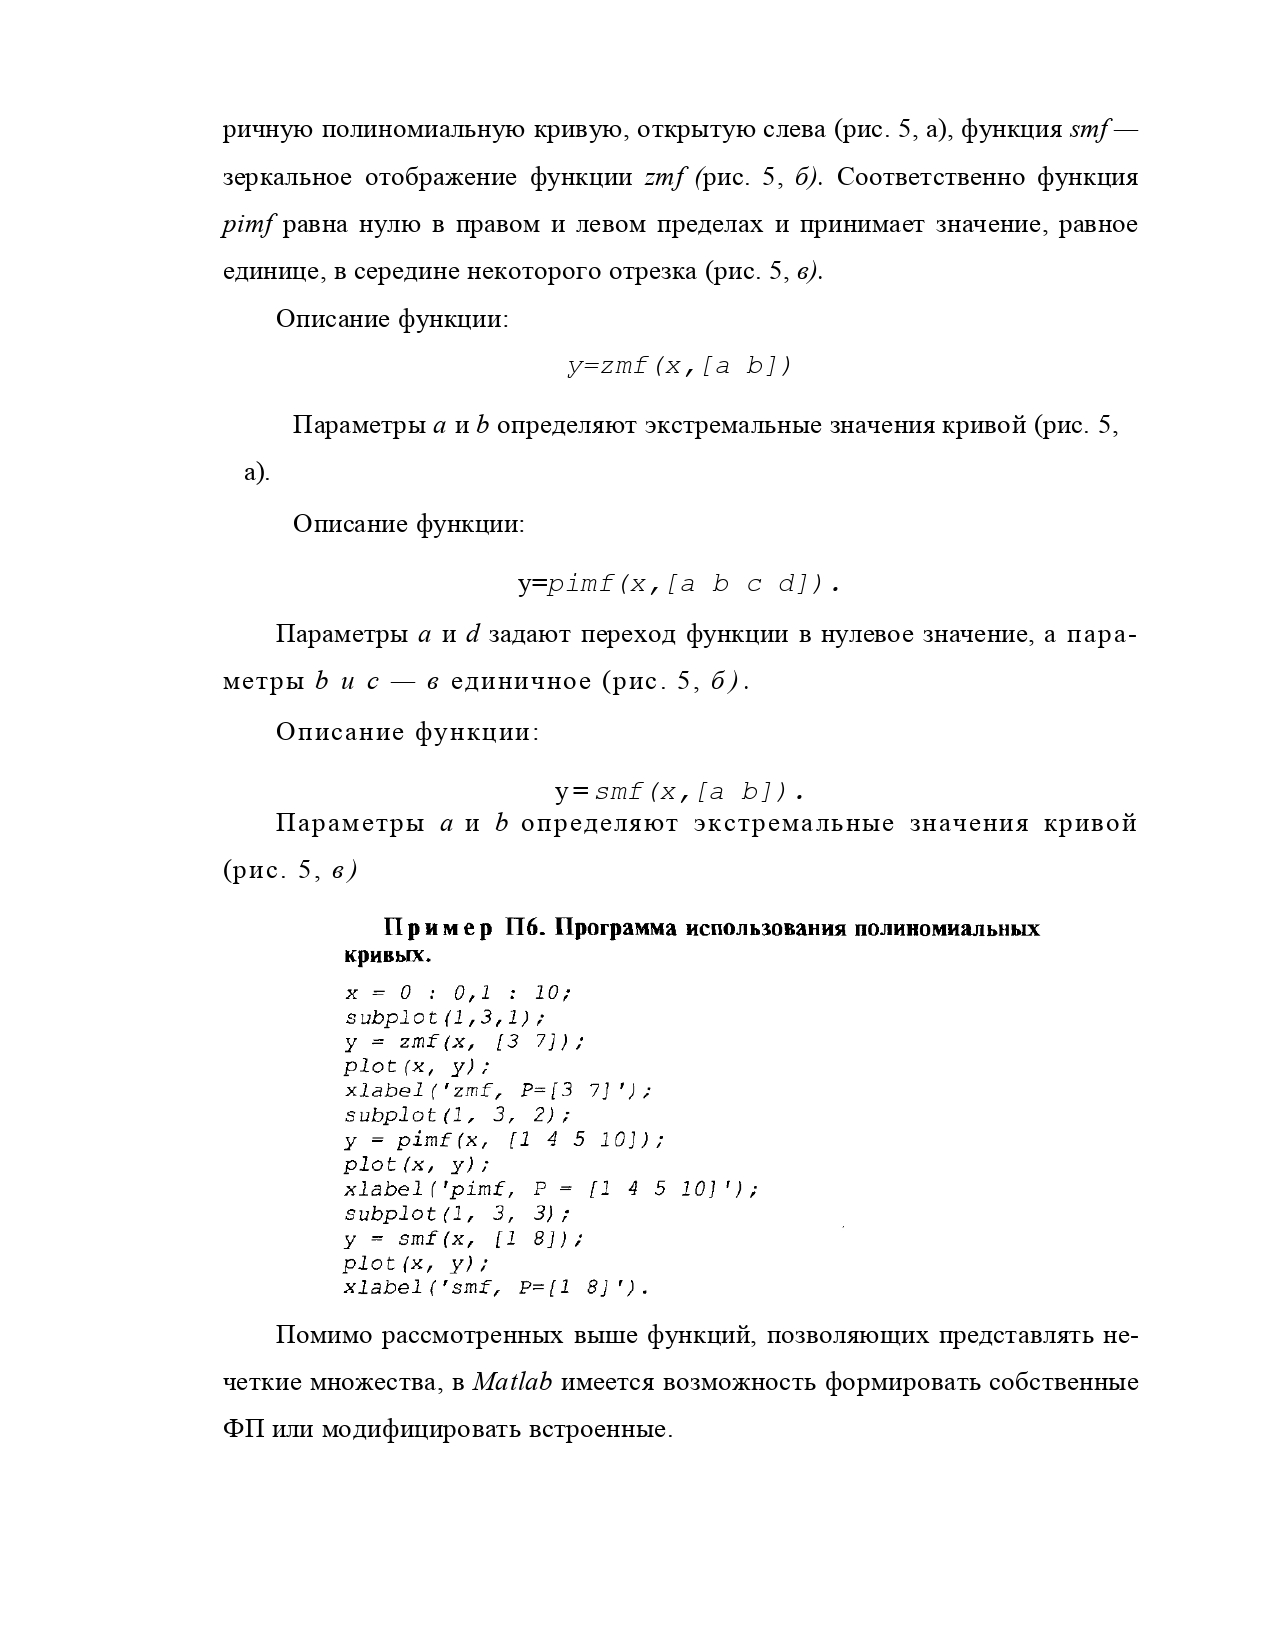 ричную полиномиальную кривую, открытую слева (рис. 5, а), функция smf —
зеркальное отображение функции zmf (рис. 5, б). Соответственно функция
pimf равна нулю в правом и левом пределах и принимает значение, равное
единице, в середине некоторого отрезка (рис. 5, в).
Описание функции:
y=zmf(x,[a b])
Параметры a и b определяют экстремальные значения кривой (рис. 5,
а).
Описание функции:
y=pimf(x,[a b c d]).
Параметры a и d задают переход функции в нулевое значение, а пара-
метры b и с — в единичное (рис. 5, б).
Описание функции:
y=smf(x,[a b]).
Параметры a и b определяют экстремальные значения кривой
(рис. 5, в)
Пример П6. Программа использования полиномиальных
кривых.
x = 0 : 0,1 : 10;
subplot(1,3,1);
y = zmf(x, [3 7]);
plot(x, y);
xlabel('zmf, P=[3 7]');
subplot(1, 3, 2);
y = pimf(x, [1 4 5 10]);
plot(x, y);
xlabel('pimf, P = [1 4 5 10]');
subplot(1, 3, 3);
y = smf(x, [1 8]);
plot(x, y);
xlabel('smf, P=[1 8]').
Помимо рассмотренных выше функций, позволяющих представлять не-
четкие множества, в Matlab имеется возможность формировать собственные
ФП или модифицировать встроенные.